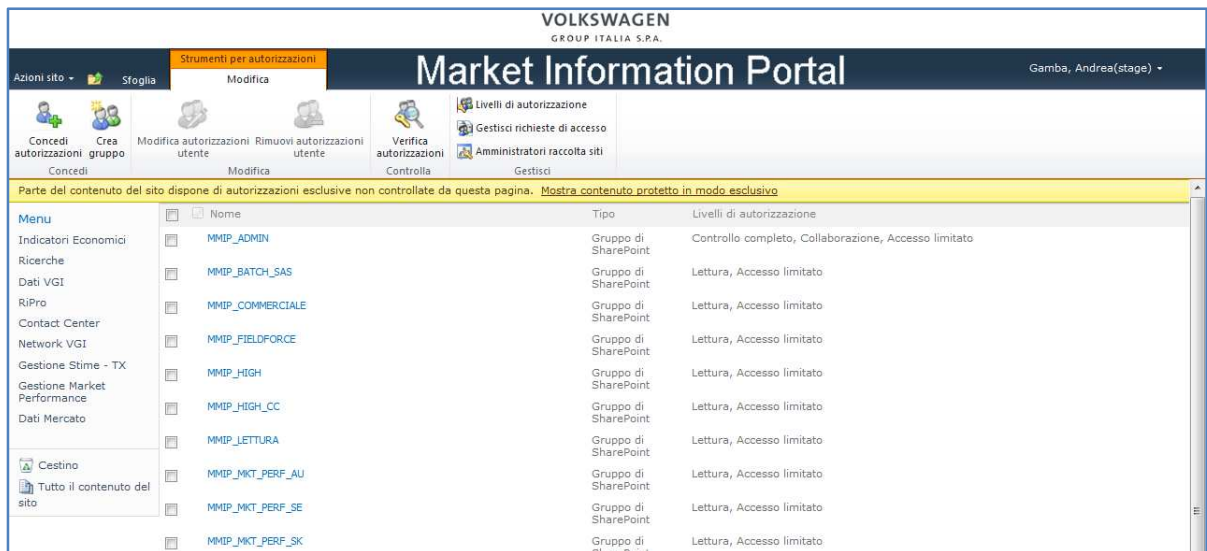 VOLKSWAGEN
GROUP ITALIA S.P.A.
Azioni sito
Sfoglia
Strumenti per autorizzazioni
Modifica
Market Information Portal
Gamba, Andrea(stage)
Concedi autorizzazioni
Crea gruppo
Concedi
Modifica autorizzazioni utente
Rimuovi autorizzazioni utente
Modifica
Verifica autorizzazioni
Controlla
Livelli di autorizzazione
Gestisci richieste di accesso
Amministratori raccolta siti
Gestisci
Parte del contenuto del sito dispone di autorizzazioni esclusive non controllate da questa pagina. Mostra contenuto protetto in modo esclusivo
Menu
Indicatori Economici
Ricerche
Dati VGI
RiPro
Contact Center
Network VGI
Gestione Stime - TX
Gestione Market
Performance
Dati Mercato
Cestino
Tutto il contenuto del
sito
Nome Tipo Livelli di autorizzazione
MMIP_ADMIN Gruppo di SharePoint Controllo completo, Collaborazione, Accesso limitato
MMIP_BATCH_SAS Gruppo di SharePoint Lettura, Accesso limitato
MMIP_COMMERCIALE Gruppo di SharePoint Lettura, Accesso limitato
MMIP_FIELDFORCE Gruppo di SharePoint Lettura, Accesso limitato
MMIP_HIGH Gruppo di SharePoint Lettura, Accesso limitato
MMIP_HIGH_CC Gruppo di SharePoint Lettura, Accesso limitato
MMIP_LETTURA Gruppo di SharePoint Lettura, Accesso limitato
MMIP_MKT_PERF_AU Gruppo di SharePoint Lettura, Accesso limitato
MMIP_MKT_PERF_SE Gruppo di SharePoint Lettura, Accesso limitato
MMIP_MKT_PERF_SK Gruppo di Lettura, Accesso limitato